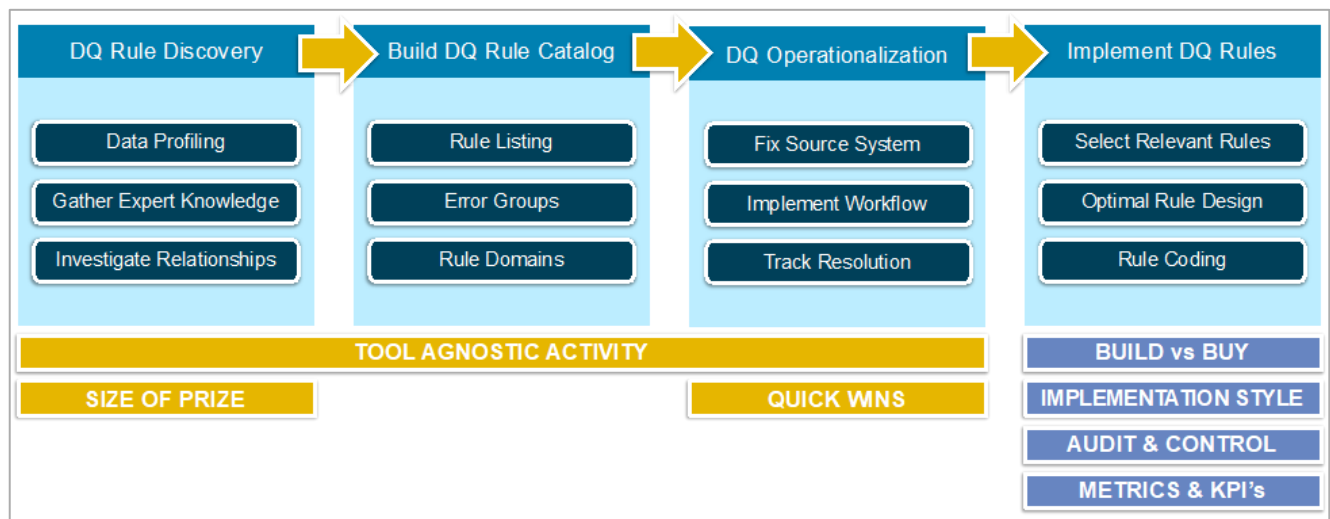 DQ Rule Discovery
Build DQ Rule Catalog
DQ Operationalization
Implement DQ Rules
Data Profiling
Gather Expert Knowledge
Investigate Relationships
Rule Listing
Error Groups
Rule Domains
Fix Source System
Implement Workflow
Track Resolution
Select Relevant Rules
Optimal Rule Design
Rule Coding
TOOL AGNOSTIC ACTIVITY
SIZE OF PRIZE
QUICK WINS
BUILD vs BUY
IMPLEMENTATION STYLE
AUDIT & CONTROL
METRICS & KPI's